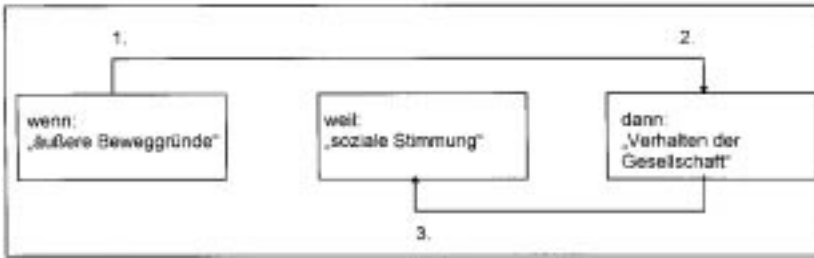 1.
2.
wenn:
„äußere Beweggründe“
weil:
„soziale Stimmung“
dann:
„Verhalten der
Gesellschaft“
3.